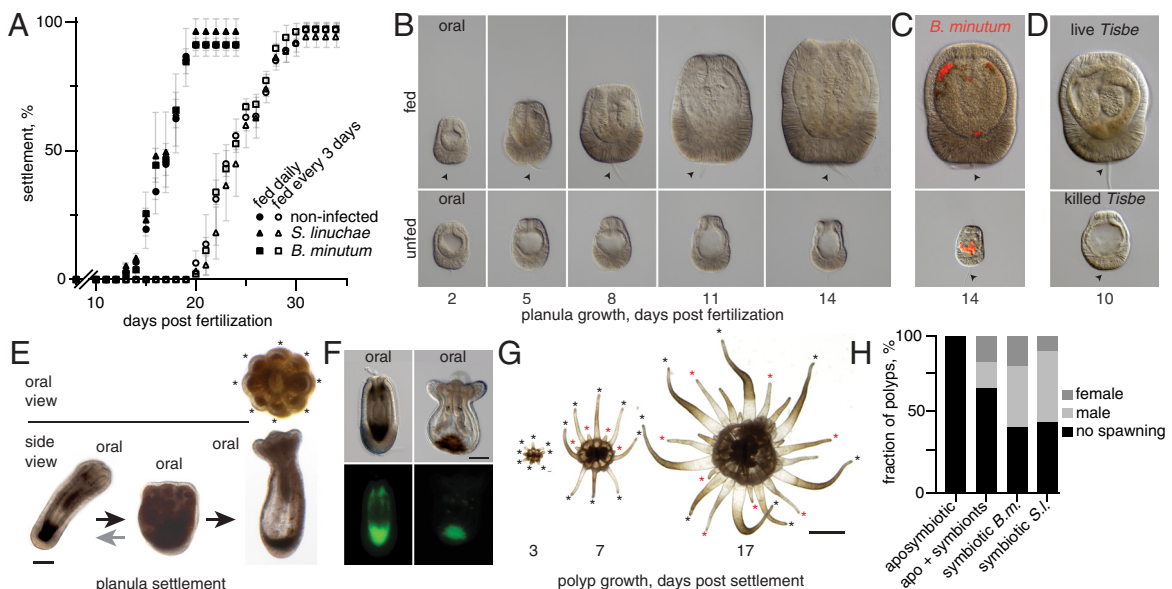 A
100
50
0
settlement, %
10
20
30
days post fertilization
fed daily
fed every 3 days
non-infected
S. linuchae
B. minutum
B
oral
fed
oral
unfed
2
5
8
11
14
planula growth, days post fertilization
C
B. minutum
14
D
live Tisbe
killed Tisbe
10
E
oral
view
side
view
oral
oral
oral
planula settlement
F
oral
oral
G
3
7
17
polyp growth, days post settlement
H
100
50
0
fraction of polyps, %
female
male
no spawning
aposymbiotic
apo + symbionts
symbiotic B.m.
symbiotic S.l.